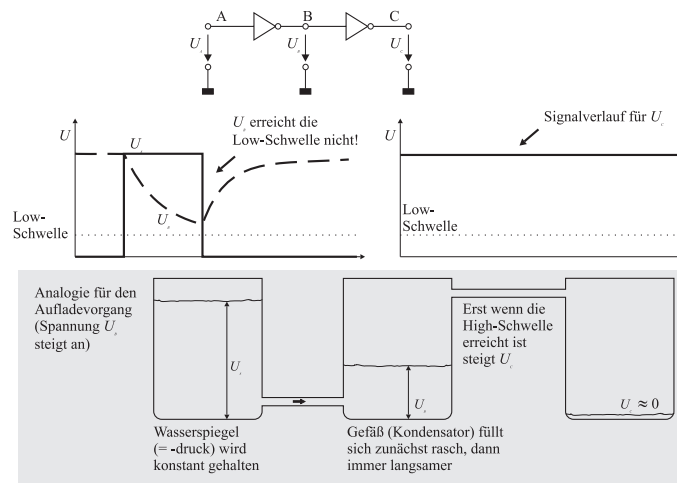 A
B
C
U
U
U
c
U
U
U erreicht die
Low-Schwelle nicht!
U
Low-
Schwelle
Signalverlauf für U c
U
Low-
Schwelle
Analogie für den
Aufladevorgang
(Spannung U
steigt an)
U
U
Erst wenn die
High-Schwelle
erreicht ist
steigt U c
U c ≈ 0
Wasserspiegel
(= -druck) wird
konstant gehalten
Gefäß (Kondensator) füllt
sich zunächst rasch, dann
immer langsamer